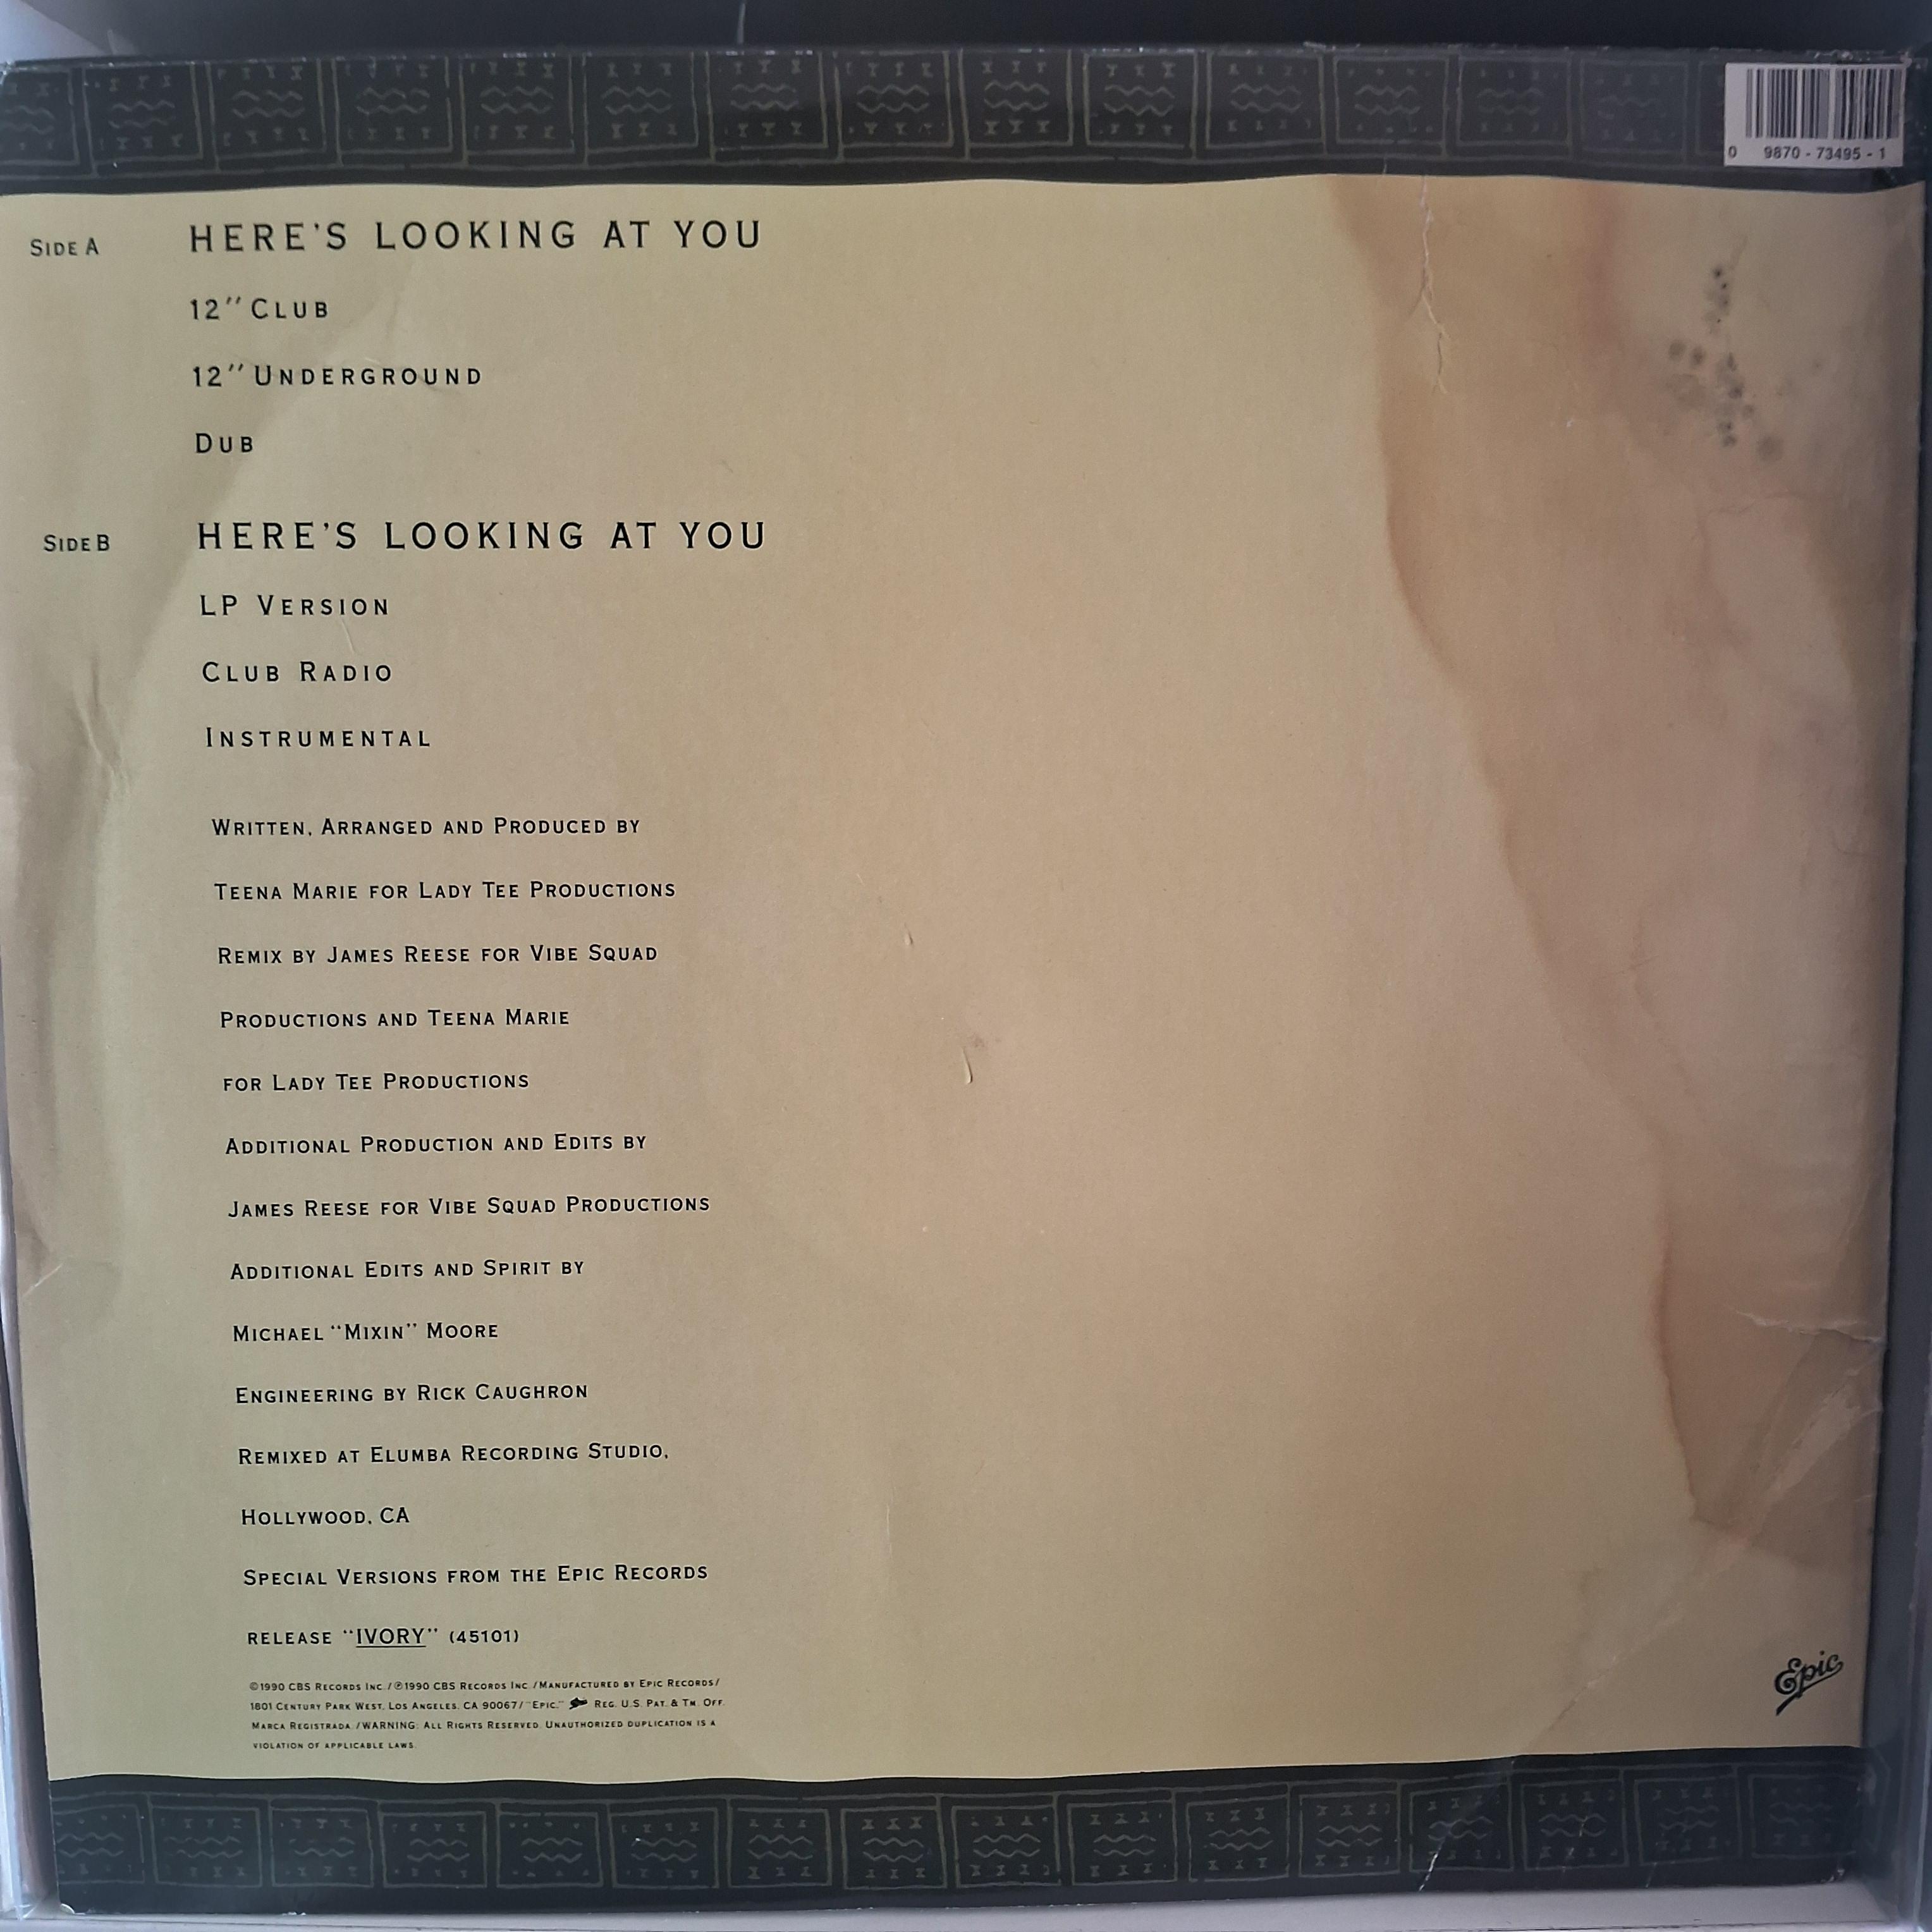 0 9870 - 73495 - 1
SIDE A HERE'S LOOKING AT YOU
12" CLUB
12" UNDERGROUND
DUB
SIDE B HERE'S LOOKING AT YOU
LP VERSION
CLUB RADIO
INSTRUMENTAL
WRITTEN, ARRANGED AND PRODUCED BY
TEENA MARIE FOR LADY TEE PRODUCTIONS
REMIX BY JAMES REESE FOR VIBE SQUAD
PRODUCTIONS AND TEENA MARIE
FOR LADY TEE PRODUCTIONS
ADDITIONAL PRODUCTION AND EDITS BY
JAMES REESE FOR VIBE SQUAD PRODUCTIONS
ADDITIONAL EDITS AND SPIRIT BY
MICHAEL "MIXIN" MOORE
ENGINEERING BY RICK CAUGHRON
REMIXED AT ELUMBA RECORDING STUDIO,
HOLLYWOOD, CA
SPECIAL VERSIONS FROM THE EPIC RECORDS
RELEASE "IVORY" (45101)
©1990 CBS RECORDS INC./℗1990 CBS RECORDS INC./MANUFACTURED BY EPIC RECORDS/
1801 CENTURY PARK WEST, LOS ANGELES, CA 90067/"EPIC," REG. U.S. PAT. & TM. OFF.
MARCA REGISTRADA./WARNING: ALL RIGHTS RESERVED. UNAUTHORIZED DUPLICATION IS A
VIOLATION OF APPLICABLE LAWS.
Epic